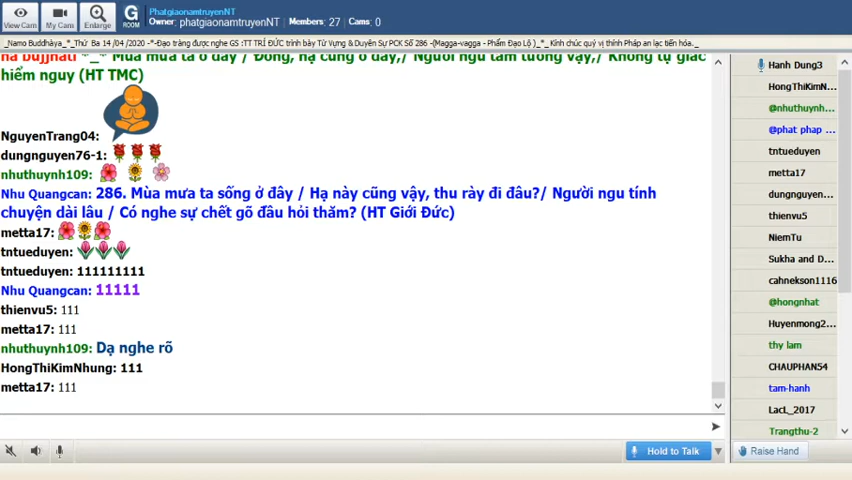 View Cam
My Cam
Enlarge
G
ROOM
PhatgiaonamtruyenNT
Owner: phatgiaonamtruyenNT Members: 27 Cams: 0
_Namo Buddhàya_*_Thứ Ba 14 /04 /2020 -*-Đạo tràng được nghe GS :TT TRÍ ĐỨC trình bày Từ Vựng & Duyên Sự PCK Số 286 -(Magga-vagga - Phẩm Đạo Lộ )_*_ Kính chúc quý vị thính Pháp an lạc tiến hóa._
na bujjhati *_* Mùa mưa ta ở đây / Đông, hạ cũng ở đây,/ Người ngu tâm tưởng vậy,/ Không tự giác
hiểm nguy (HT TMC)
NguyenTrang04:
dungnguyen76-1:
nhuthuynh109:
Nhu Quangcan: 286. Mùa mưa ta sống ở đây / Hạ này cũng vậy, thu rày đi đâu?/ Người ngu tính
chuyện dài lâu / Có nghe sự chết gõ đầu hỏi thăm? (HT Giới Đức)
metta17:
tntueduyen:
tntueduyen: 111111111
Nhu Quangcan: 11111
thienvu5: 111
metta17: 111
nhuthuynh109: Dạ nghe rõ
HongThiKimNhung: 111
metta17: 111
Hold to Talk
Hanh Dung3
HongThiKimN...
@nhuthuynh...
@phat phap ...
tntueduyen
metta17
dungnguyen...
thienvu5
NiemTu
Sukha and D...
cahnekson1116
@hongnhat
Huyenmong2...
thy lam
CHAUPHAN54
tam-hanh
LacL_2017
Trangthu-2
Raise Hand